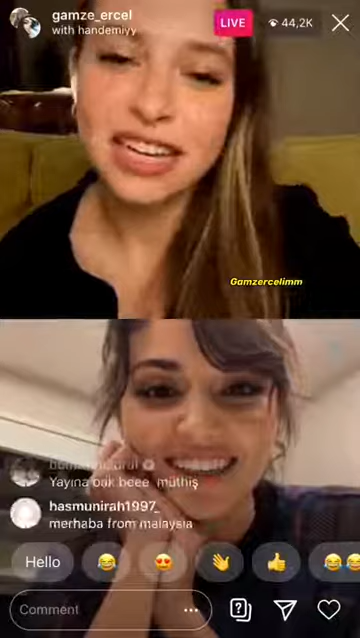 gamze_ercel
with handemiyy
LIVE
44,2K
Gamzercelimm
Yayına bak beee müthiş
hasmunirah1997_
merhaba from malaysia
Hello
Comment